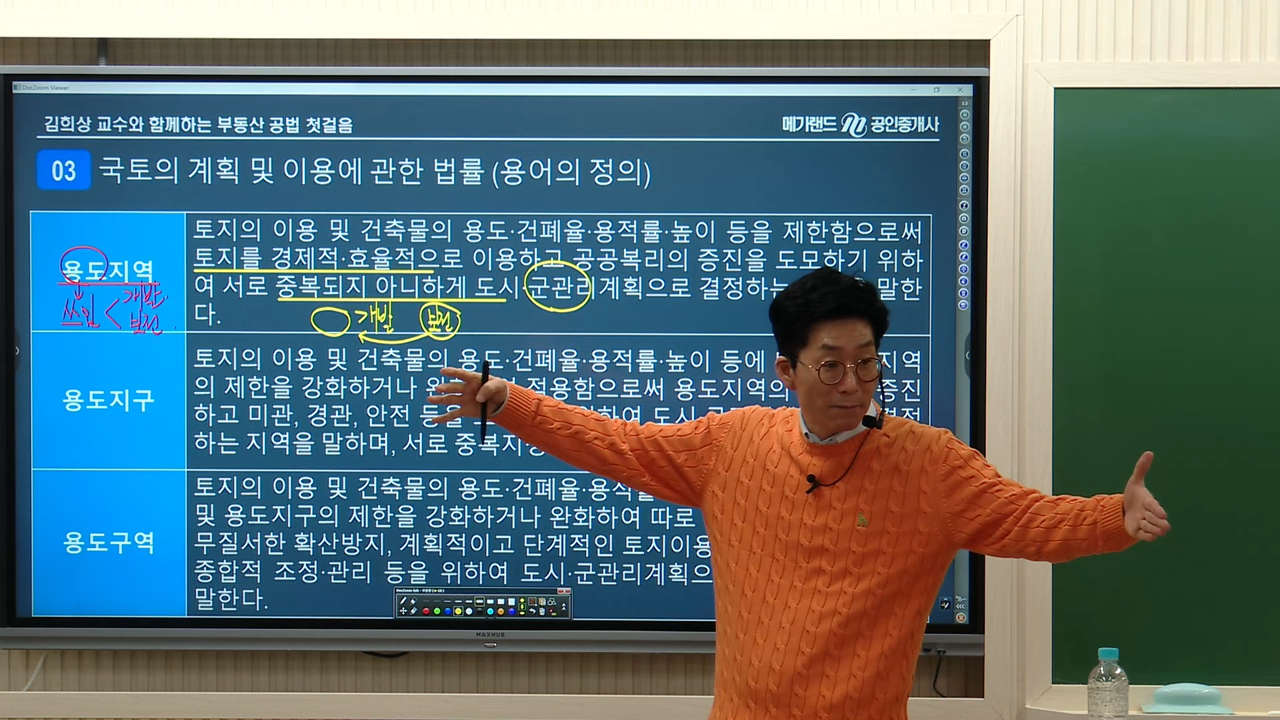 DocZoom Viewer
김희상 교수와 함께하는 부동산 공법 첫걸음
메가랜드 공인중개사
03 국토의 계획 및 이용에 관한 법률 (용어의 정의)
용도지역
쓰임 < 개발
보전
토지의 이용 및 건축물의 용도·건폐율·용적률·높이 등을 제한함으로써
토지를 경제적·효율적으로 이용하고 공공복리의 증진을 도모하기 위하
여 서로 중복되지 아니하게 도시·군관리계획으로 결정하는 말한
다.
개발 보전
용도지구
토지의 이용 및 건축물의 용도·건폐율·용적률·높이 등에 지역
의 제한을 강화하거나 적용함으로써 용도지역의 증진
하고 미관, 경관, 안전 등을 도시
하는 지역을 말하며, 서로
용도구역
토지의 이용 및 건축물의 용도·건폐율·용적률
및 용도지구의 제한을 강화하거나 완화하여 따로
무질서한 확산방지, 계획적이고 단계적인 토지이용
종합적 조정·관리 등을 위하여 도시·군관리계획으
말한다.
MAXHUB